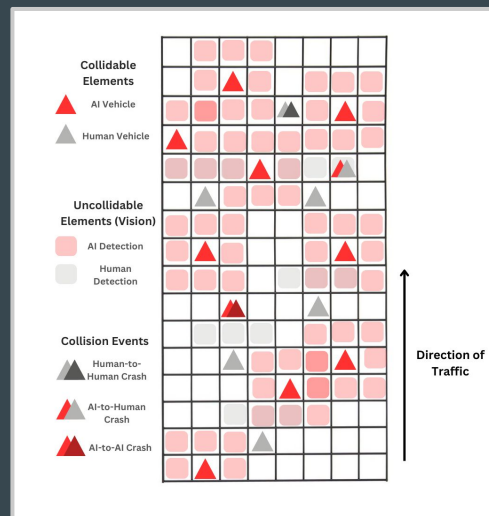 Collidable
Elements
AI Vehicle
Human Vehicle
Uncollidable
Elements (Vision)
AI Detection
Human
Detection
Collision Events
Human-to-
Human Crash
AI-to-Human
Crash
AI-to-AI Crash
Direction of
Traffic